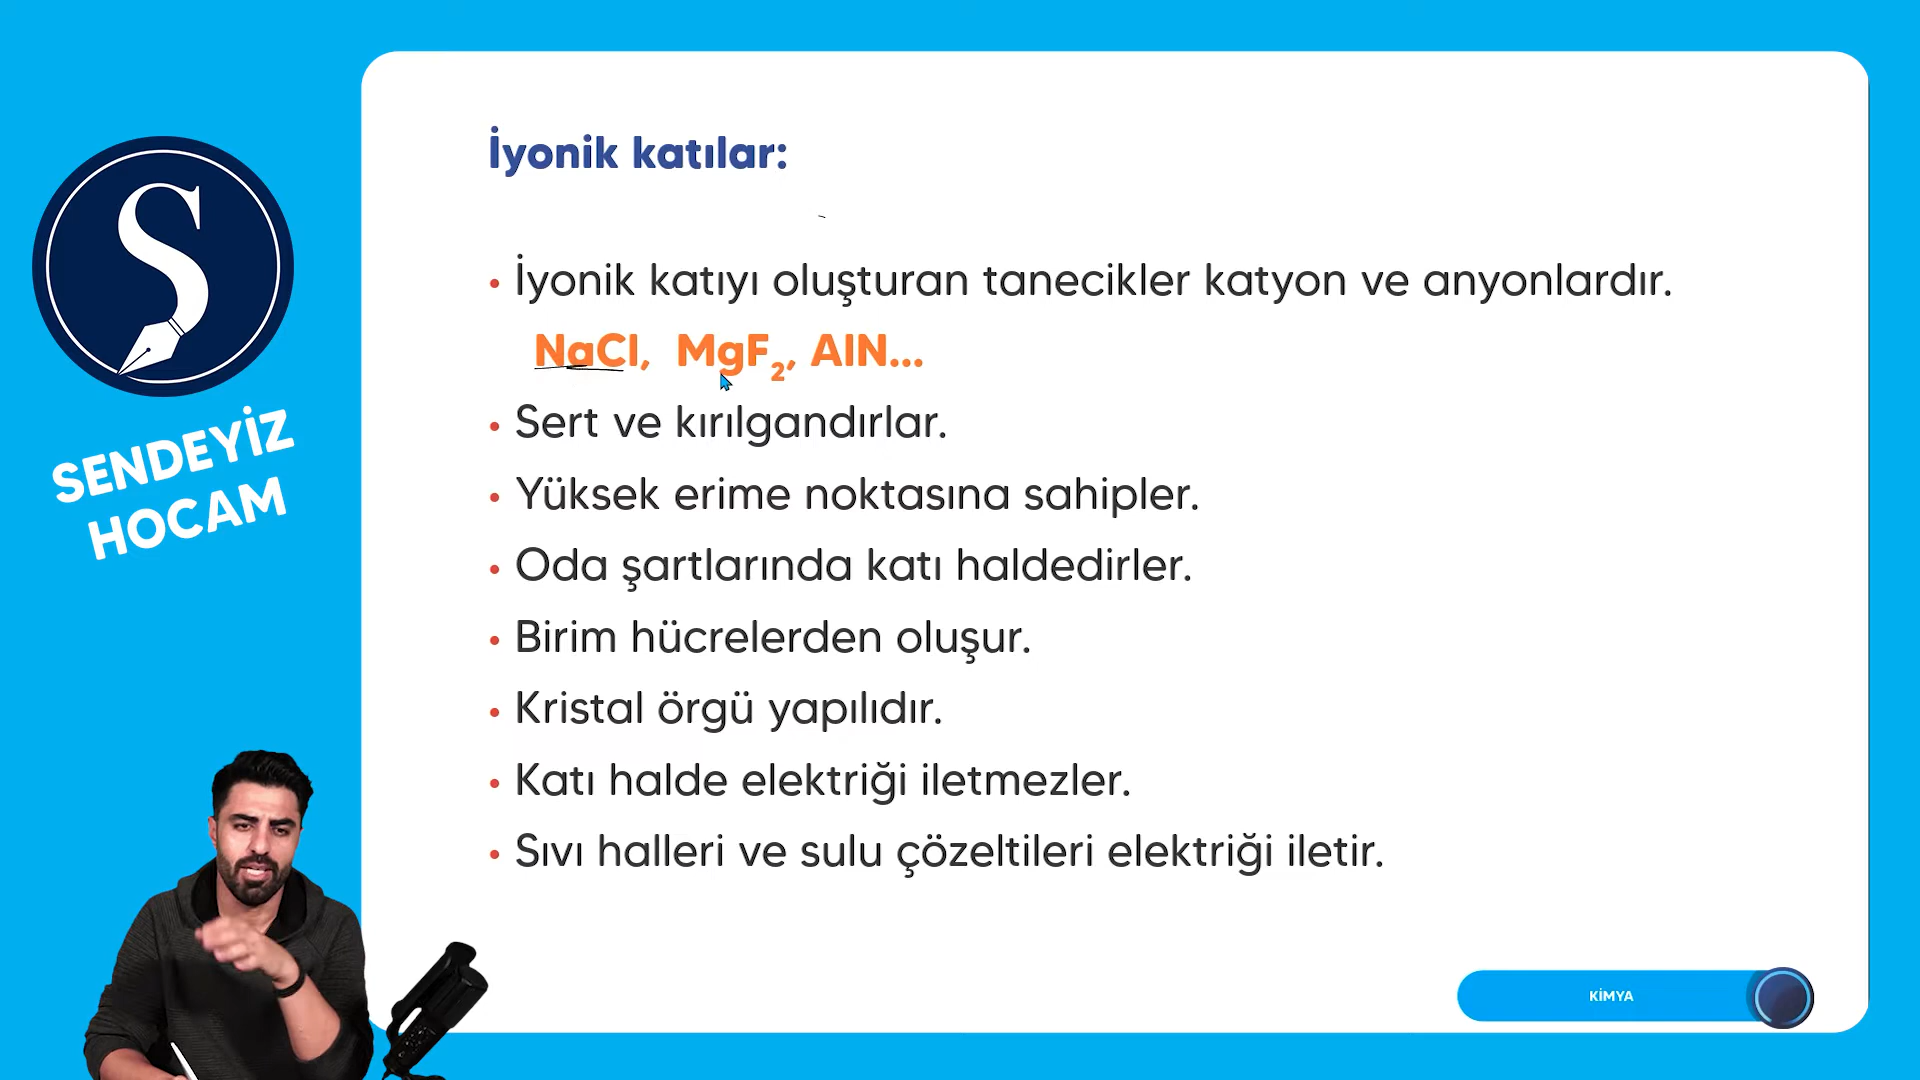 SENDEYİZ
HOCAM
İyonik katılar:
• İyonik katıyı oluşturan tanecikler katyon ve anyonlardır.
NaCl, MgF₂, AlN...
• Sert ve kırılgandırlar.
• Yüksek erime noktasına sahipler.
• Oda şartlarında katı haldedirler.
• Birim hücrelerden oluşur.
• Kristal örgü yapılıdır.
• Katı halde elektriği iletmezler.
• Sıvı halleri ve sulu çözeltileri elektriği iletir.
KİMYA